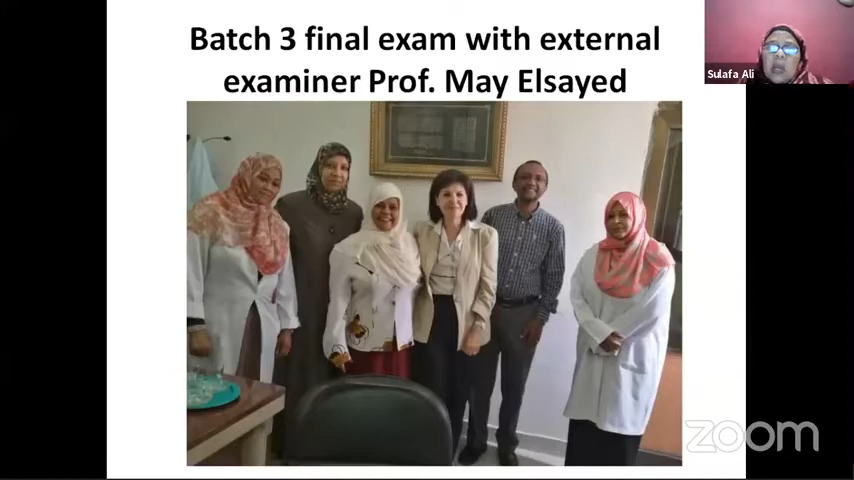 Batch 3 final exam with external
examiner Prof. May Elsayed
Sulafa Ali
zoom